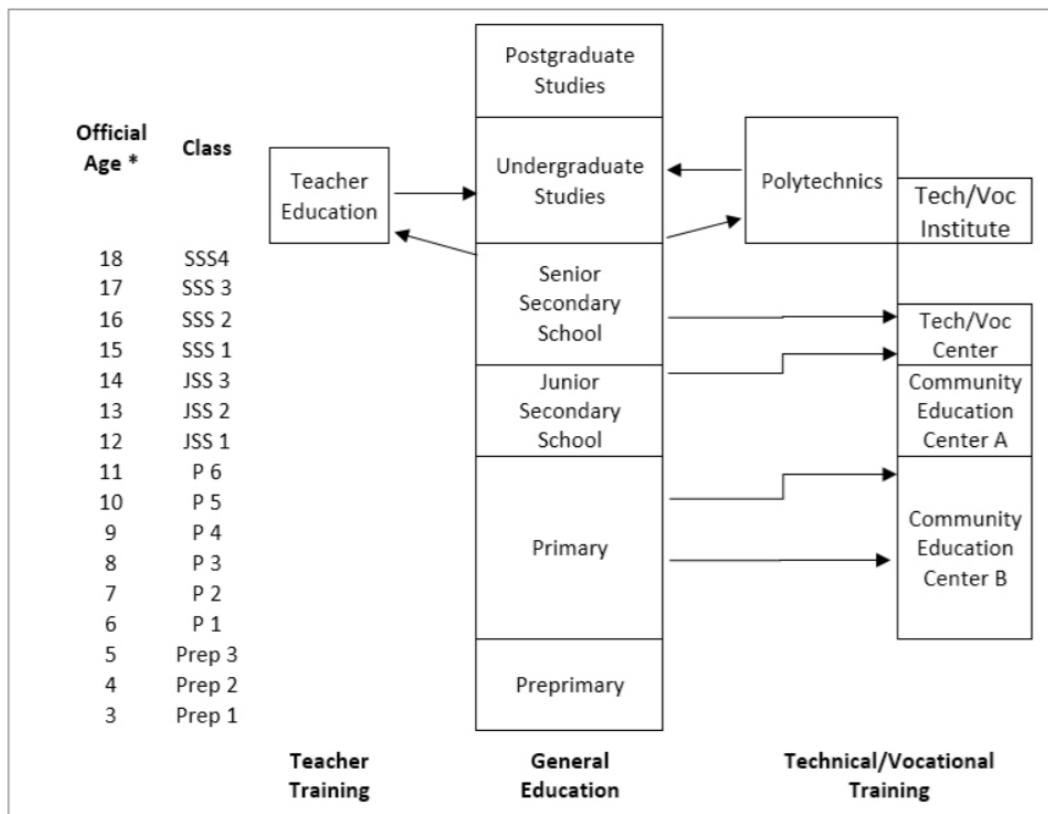 Postgraduate
Studies
Official
Age *
Class
Teacher
Education
Undergraduate
Studies
Polytechnics
Tech/Voc
Institute
18 SSS4
17 SSS 3
16 SSS 2
15 SSS 1
14 JSS 3
13 JSS 2
12 JSS 1
11 P 6
10 P 5
9 P 4
8 P 3
7 P 2
6 P 1
5 Prep 3
4 Prep 2
3 Prep 1
Senior
Secondary
School
Junior
Secondary
School
Primary
Preprimary
Tech/Voc
Center
Community
Education
Center A
Community
Education
Center B
Teacher
Training
General
Education
Technical/Vocational
Training